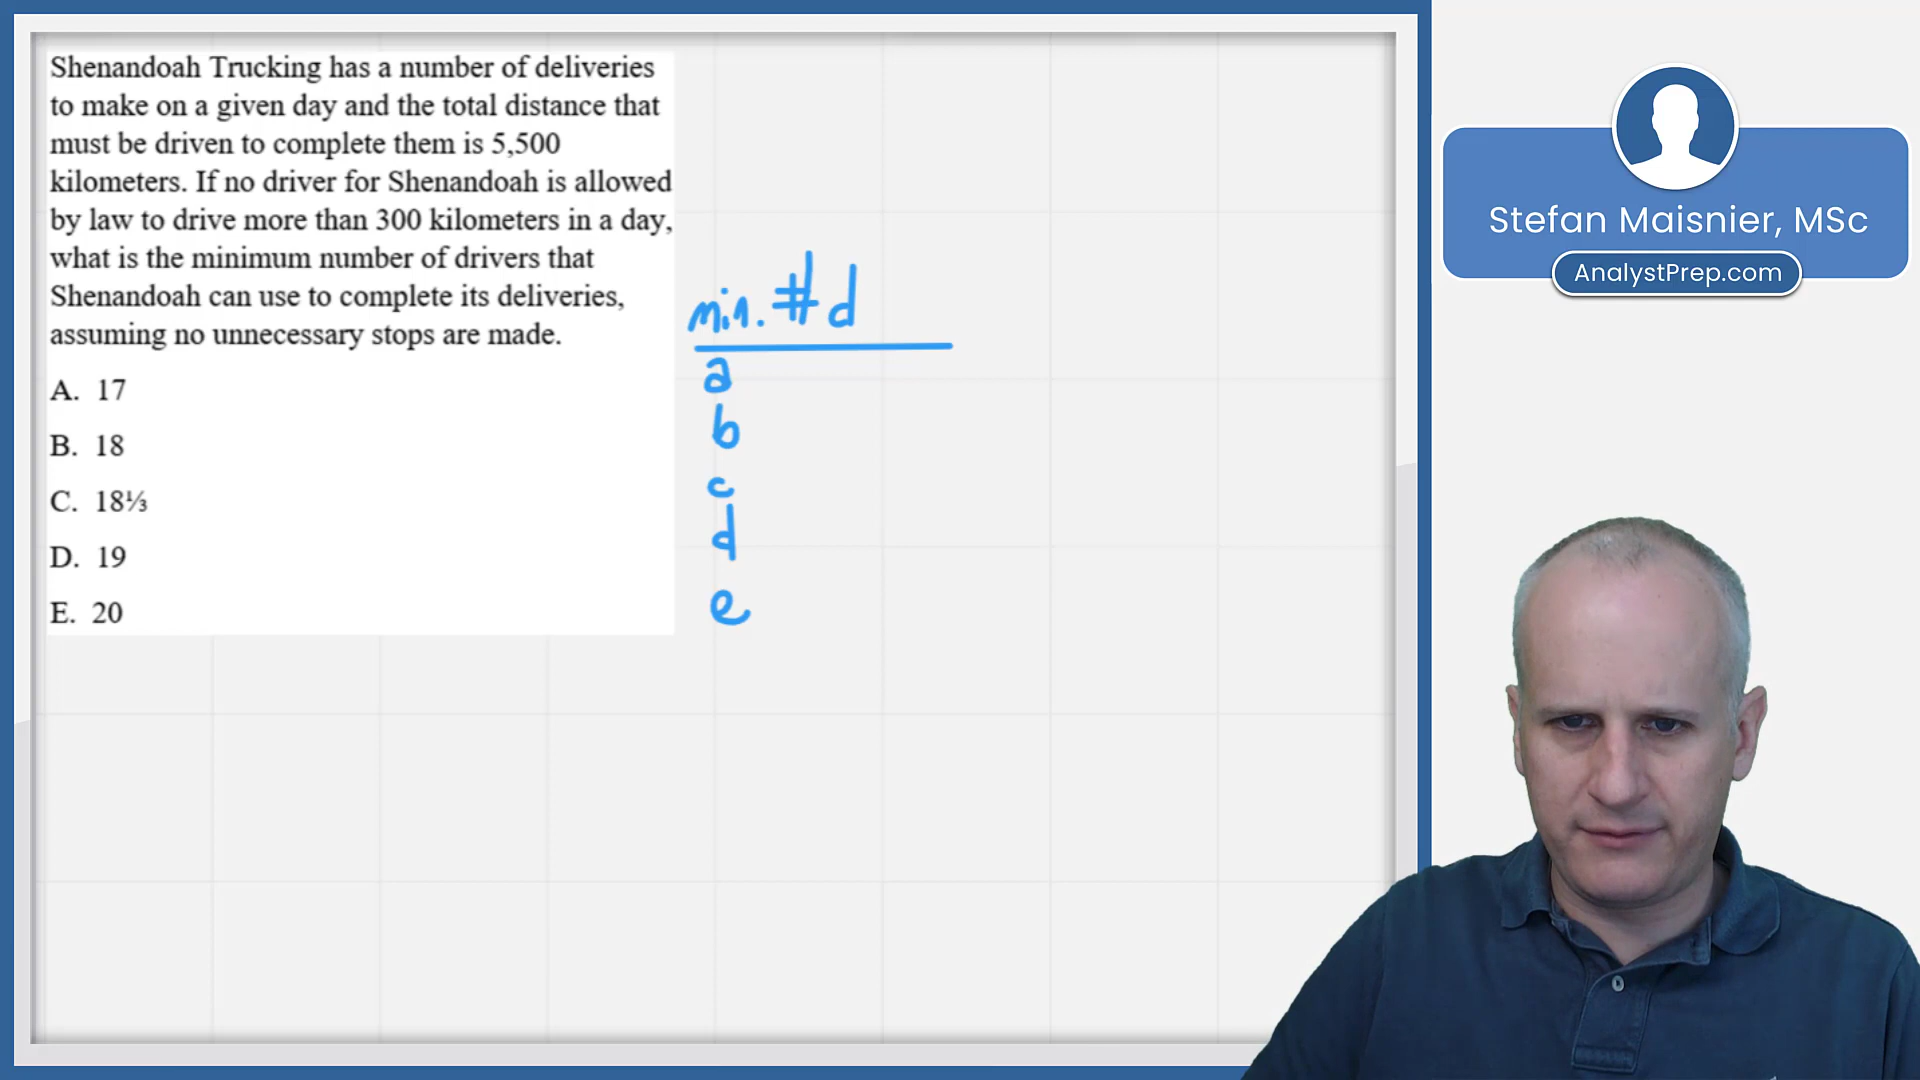 Shenandoah Trucking has a number of deliveries
to make on a given day and the total distance that
must be driven to complete them is 5,500
kilometers. If no driver for Shenandoah is allowed
by law to drive more than 300 kilometers in a day,
what is the minimum number of drivers that
Shenandoah can use to complete its deliveries,
assuming no unnecessary stops are made.
A. 17
B. 18
C. 18⅓
D. 19
E. 20
min. # d
a
b
c
d
e
Stefan Maisnier, MSc
AnalystPrep.com